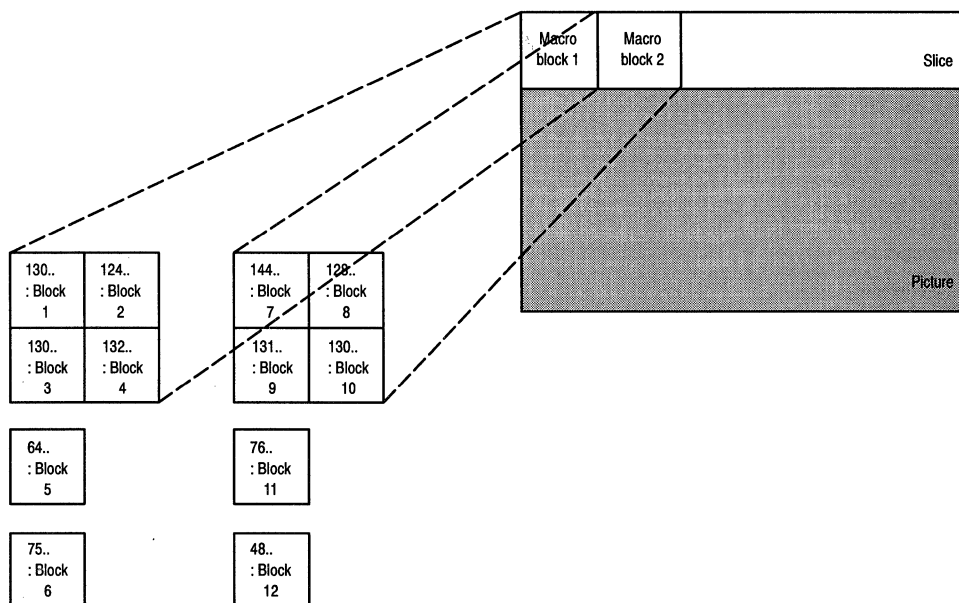 Macro
block 1
Macro
block 2
Slice
Picture
130..
: Block
1
124..
: Block
2
130..
: Block
3
132..
: Block
4
144..
: Block
7
128..
: Block
8
131..
: Block
9
130..
: Block
10
64..
: Block
5
76..
: Block
11
75..
: Block
6
48..
: Block
12